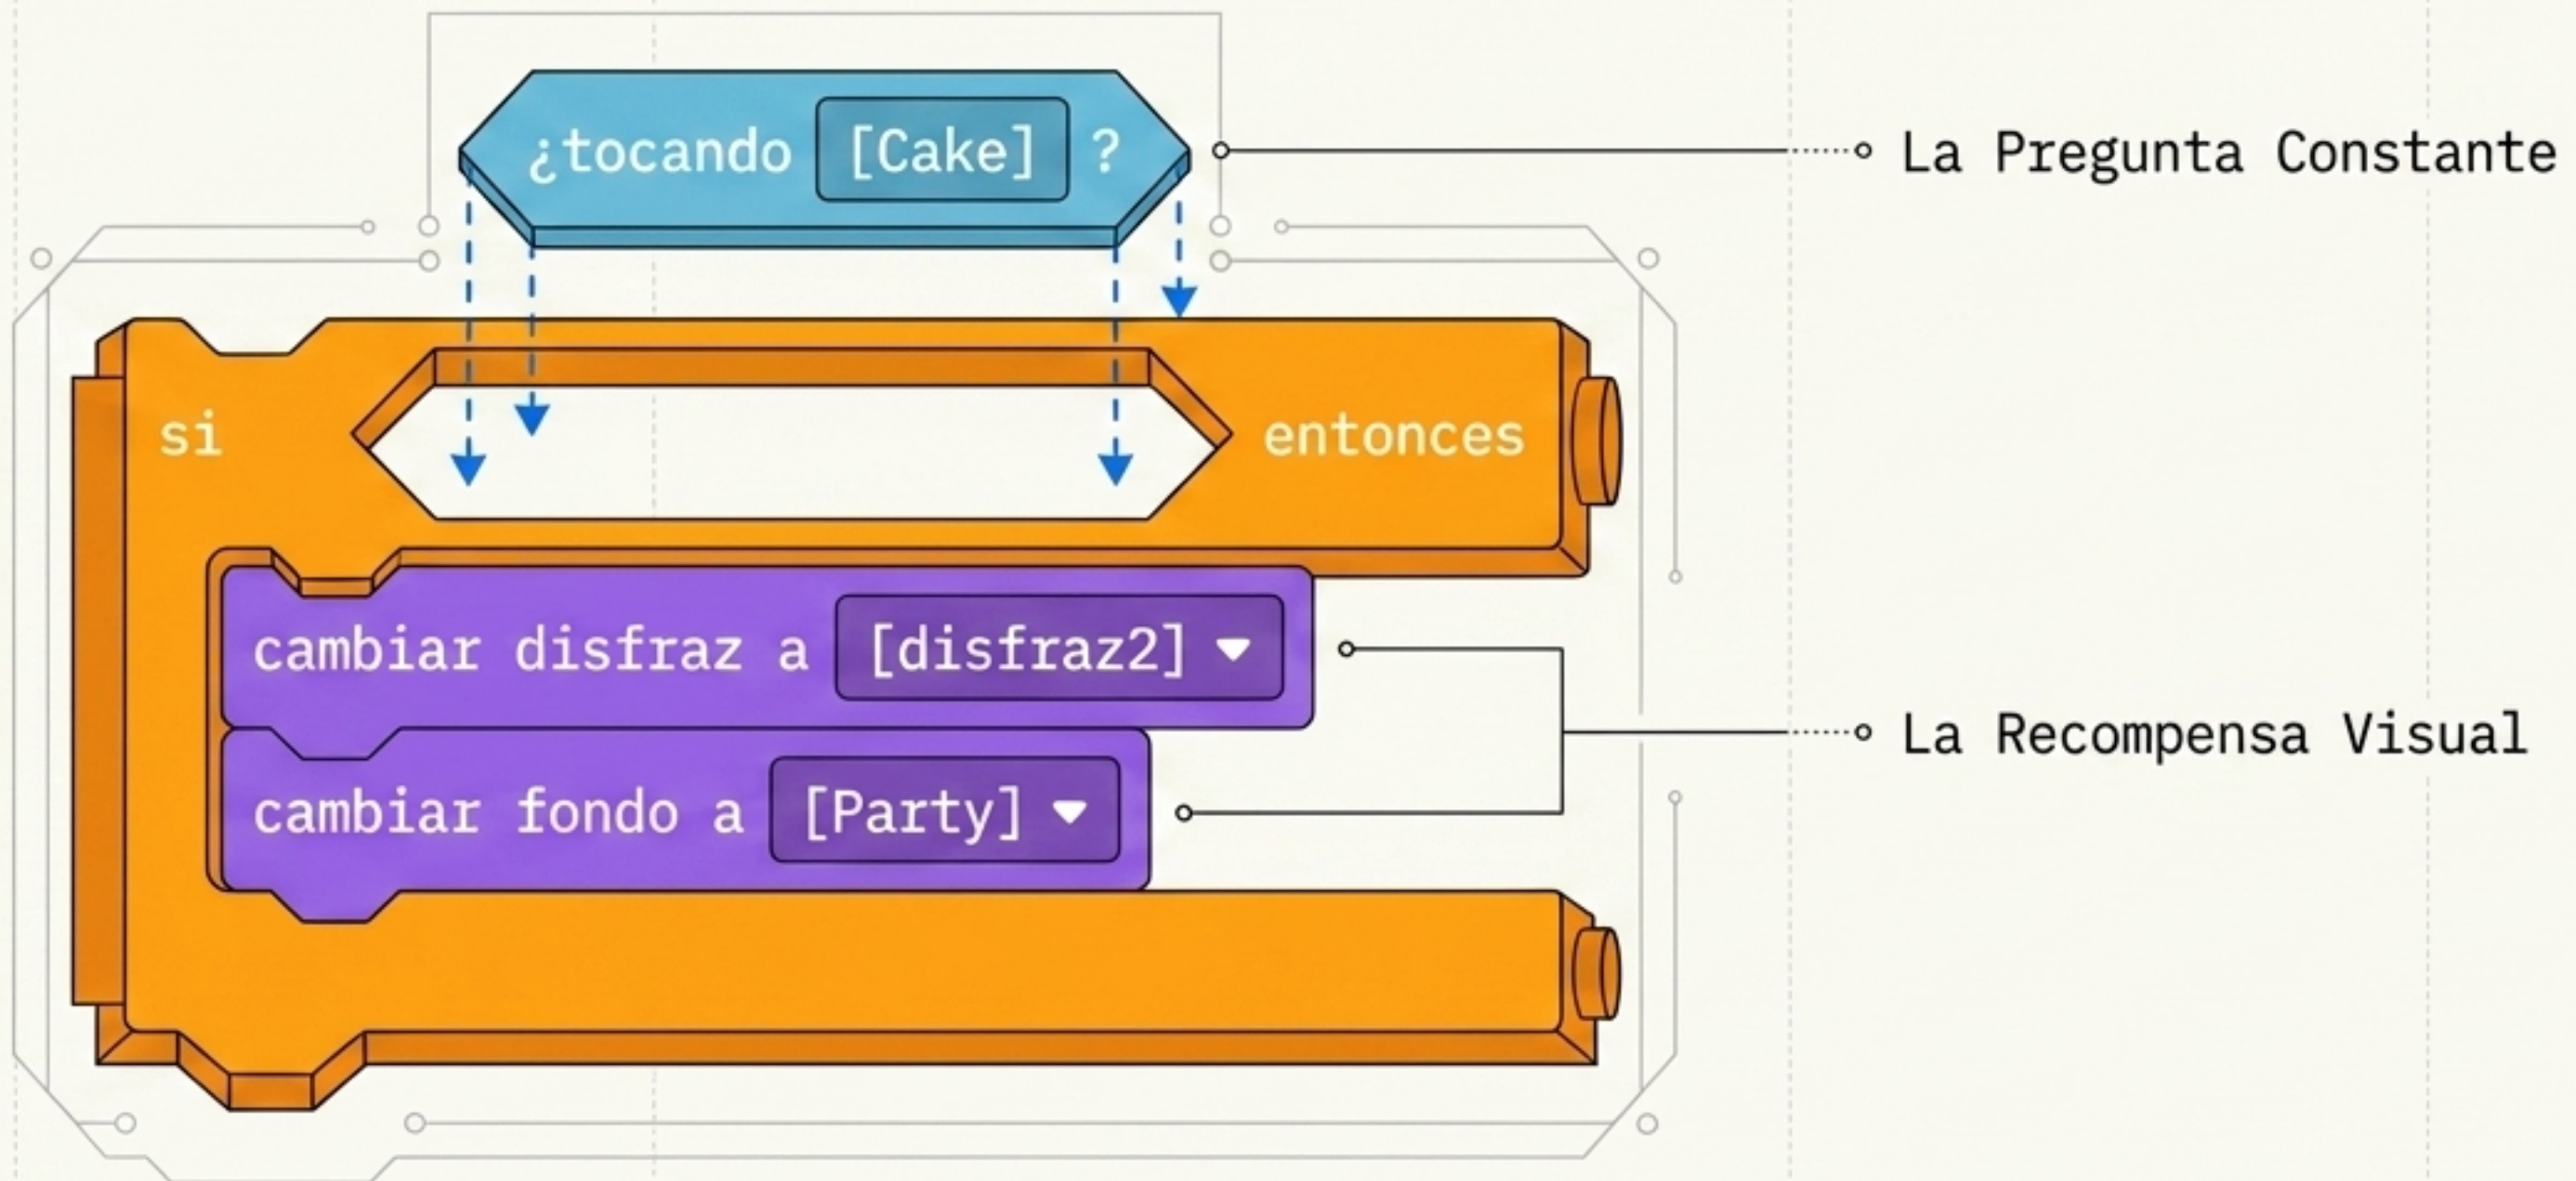 ¿tocando [Cake] ?
La Pregunta Constante
si entonces
cambiar disfraz a [disfraz2]
La Recompensa Visual
cambiar fondo a [Party]